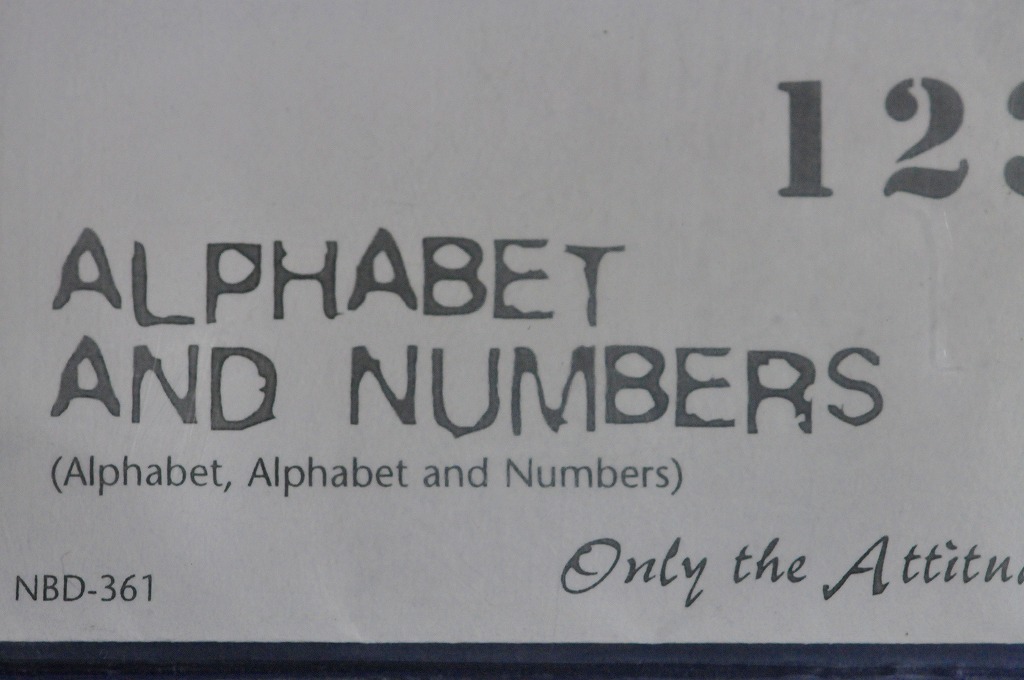 12
ALPHABET
AND NUMBERS
(Alphabet, Alphabet and Numbers)
Only the
NBD-361